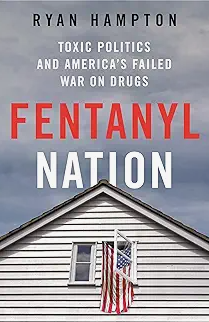 RYAN HAMPTON
TOXIC POLITICS
AND AMERICA'S FAILED
WAR ON DRUGS
FENTANYL
NATION